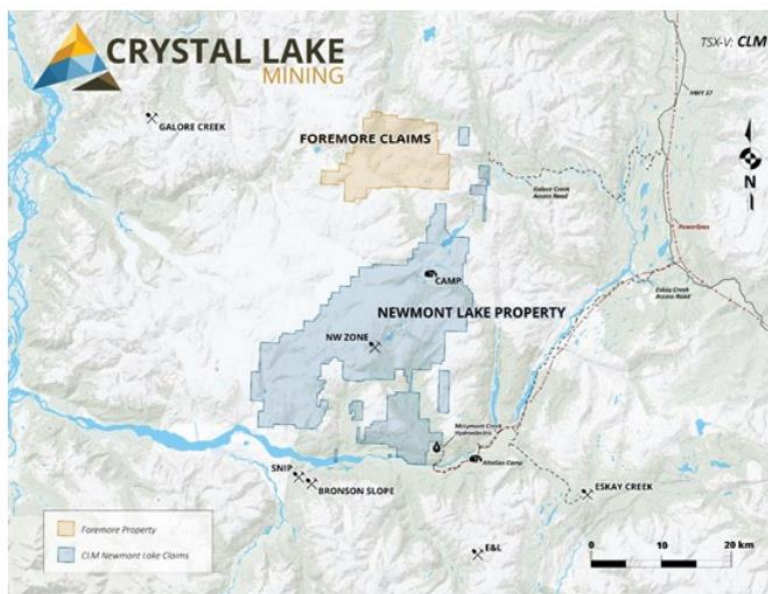 CRYSTAL LAKE
MINING
TSX-V: CLM
HWY 37
GALORE CREEK
FOREMORE CLAIMS
Galore Creek
Access Road
N
Powerlines
Eskay Creek
Access Road
CAMP
NEWMONT LAKE PROPERTY
NW ZONE
Mcymont Creek
Hydroelectric
AltaGas Camp
SNIP
BRONSON SLOPE
ESKAY CREEK
E&L
Foremore Property
CLM Newmont Lake Claims
0 10 20 km